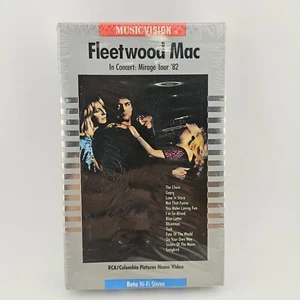 MUSICVISION
Fleetwood Mac
In Concert: Mirage Tour '82
The Chain
Gypsy
Love In Store
Not That Funny
You Make Loving Fun
I'm So Afraid
Blue Letter
Rhiannon
Tusk
Eyes Of The World
Go Your Own Way
Sisters Of The Moon
Songbird
RCA/Columbia Pictures Home Video
Beta Hi-Fi Stereo